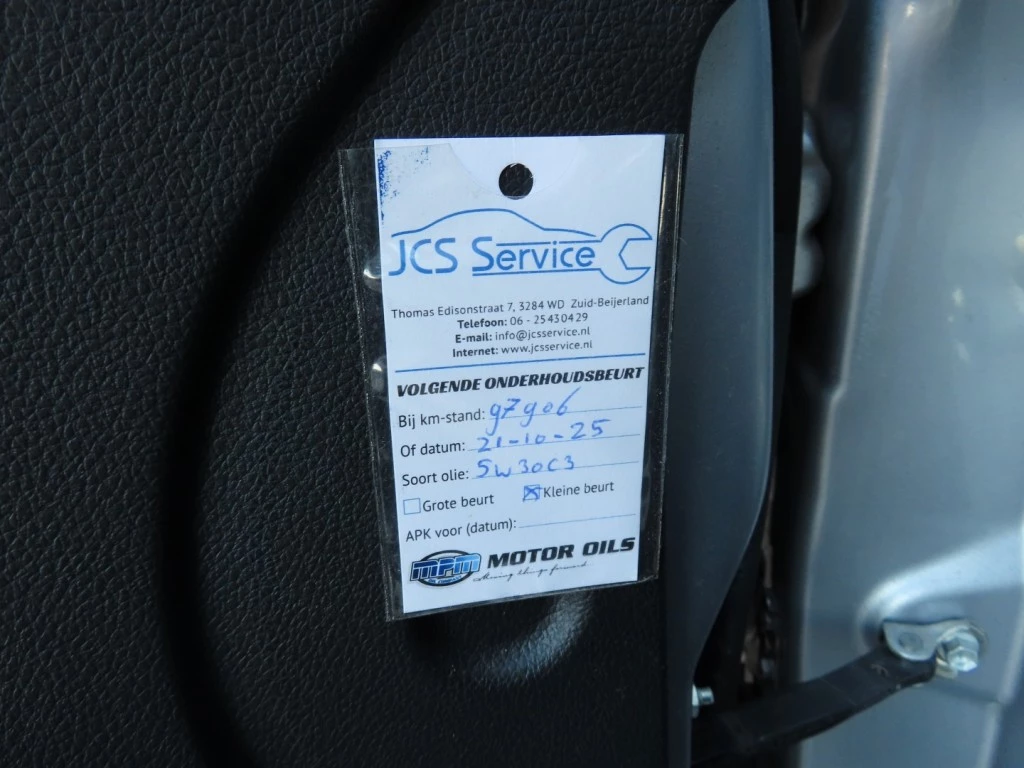 JCS Service
Thomas Edisonstraat 7, 3284 WD Zuid-Beijerland
Telefoon: 06 - 25430429
E-mail: info@jcsservice.nl
Internet: www.jcsservice.nl
VOLGENDE ONDERHOUDSBEURT
Bij km-stand: 97906
Of datum: 21-10-25
Soort olie: 5w30C3
Grote beurt Kleine beurt
APK voor (datum):
MPM MOTOR OILS